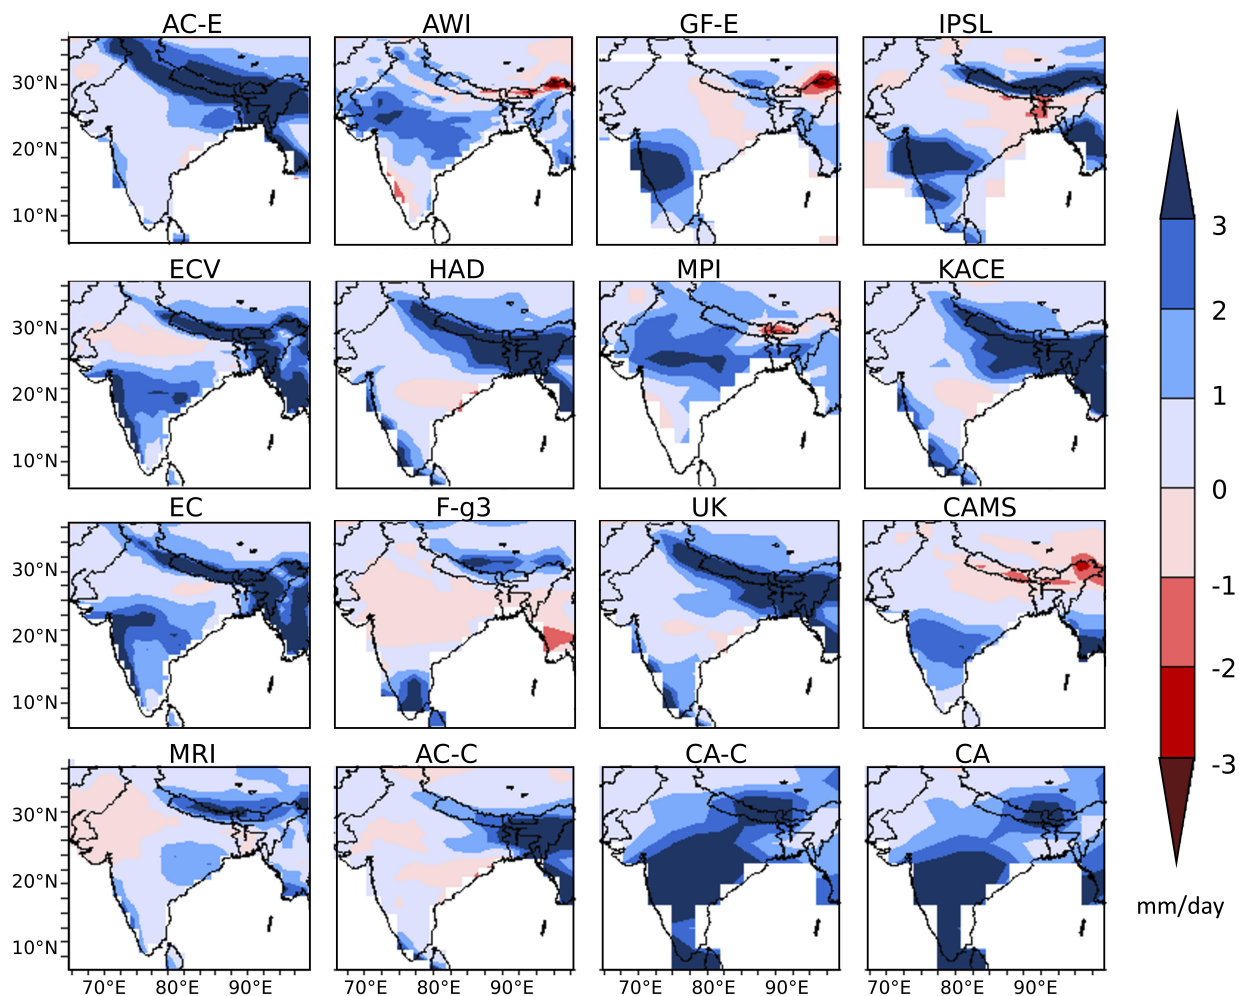 AC-E AWI GF-E IPSL
30°N
20°N
10°N
ECV HAD MPI KACE
30°N
20°N
10°N
EC F-g3 UK CAMS
30°N
20°N
10°N
MRI AC-C CA-C CA
30°N
20°N
10°N
70°E 80°E 90°E 70°E 80°E 90°E 70°E 80°E 90°E 70°E 80°E 90°E
3
2
1
0
-1
-2
-3
mm/day